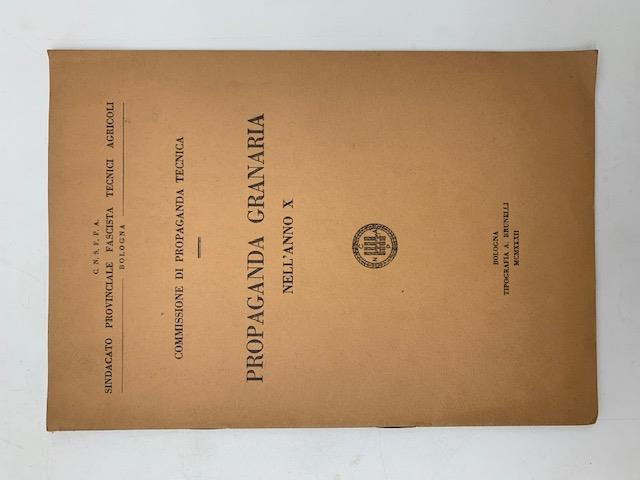 C. N. S. F. P. A.
SINDACATO PROVINCIALE FASCISTA TECNICI AGRICOLI
BOLOGNA
COMMISSIONE DI PROPAGANDA TECNICA
PROPAGANDA GRANARIA
NELL'ANNO X
BOLOGNA
TIPOGRAFIA A. BRUNELLI
MCMXXXII